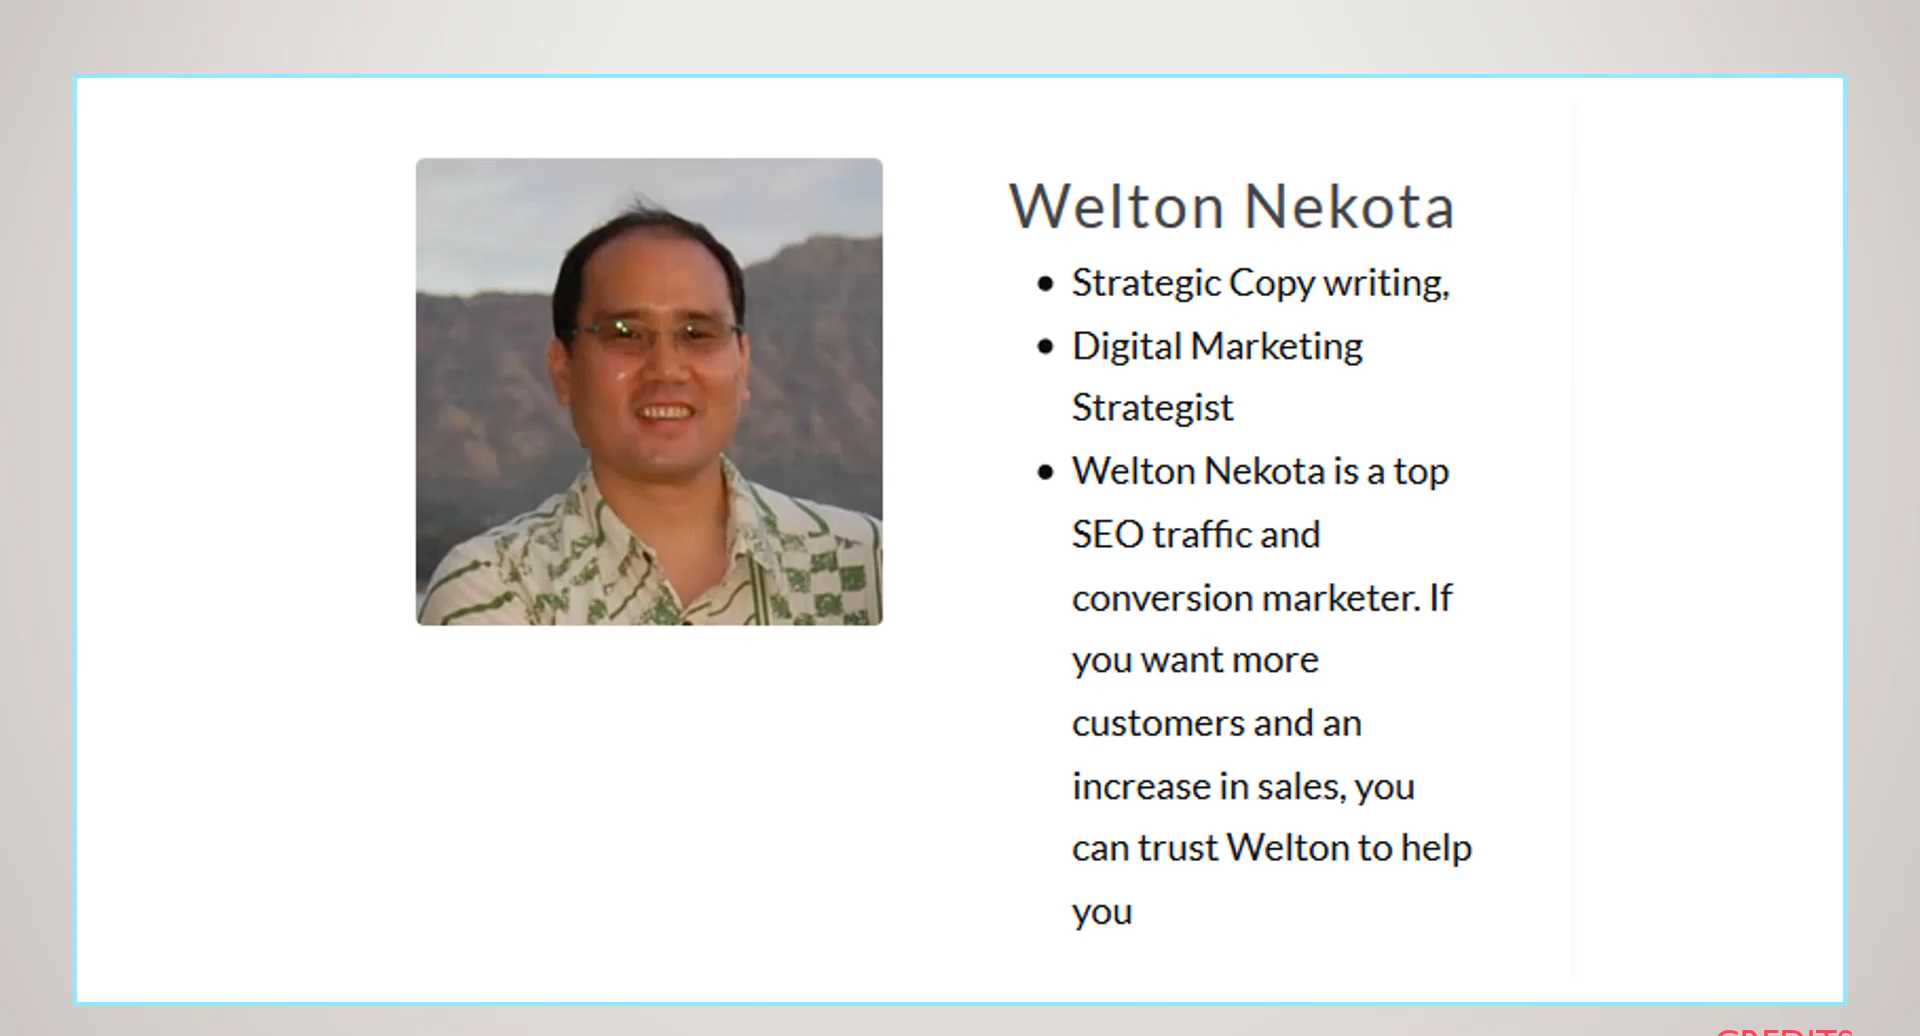 Welton Nekota
Strategic Copy writing,
Digital Marketing
Strategist
Welton Nekota is a top
SEO traffic and
conversion marketer. If
you want more
customers and an
increase in sales, you
can trust Welton to help
you
CREDITS